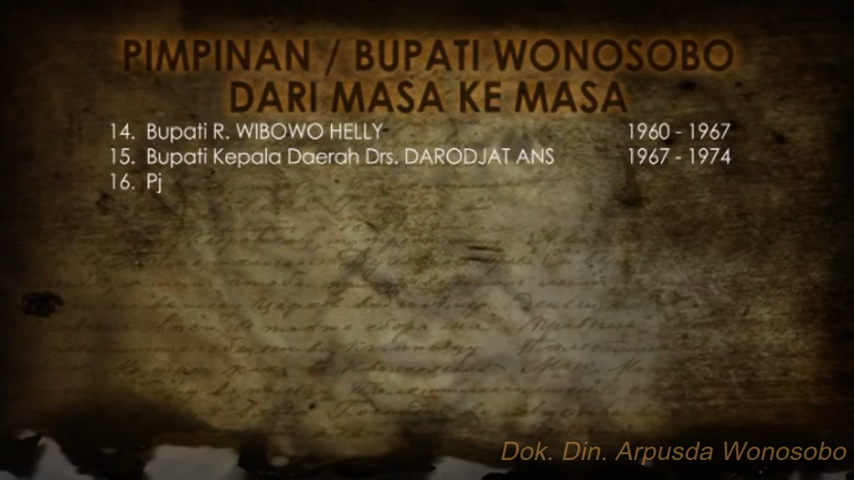 PIMPINAN / BUPATI WONOSOBO
DARI MASA KE MASA
14. Bupati R. WIBOWO HELLY 1960 - 1967
15. Bupati Kepala Daerah Drs. DARODJAT ANS 1967 - 1974
16. Pj
Dok. Din. Arpusda Wonosobo